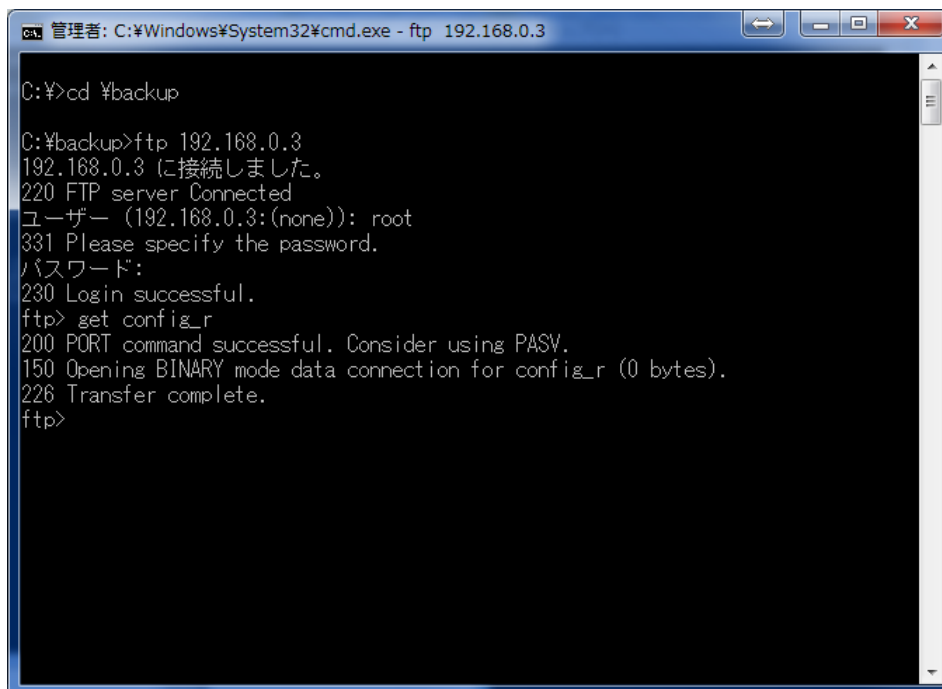 管理者: C:¥Windows¥System32¥cmd.exe - ftp 192.168.0.3
C:¥>cd ¥backup
C:¥backup>ftp 192.168.0.3
192.168.0.3 に接続しました。
220 FTP server Connected
ユーザー (192.168.0.3:(none)): root
331 Please specify the password.
パスワード:
230 Login successful.
ftp> get config_r
200 PORT command successful. Consider using PASV.
150 Opening BINARY mode data connection for config_r (0 bytes).
226 Transfer complete.
ftp>